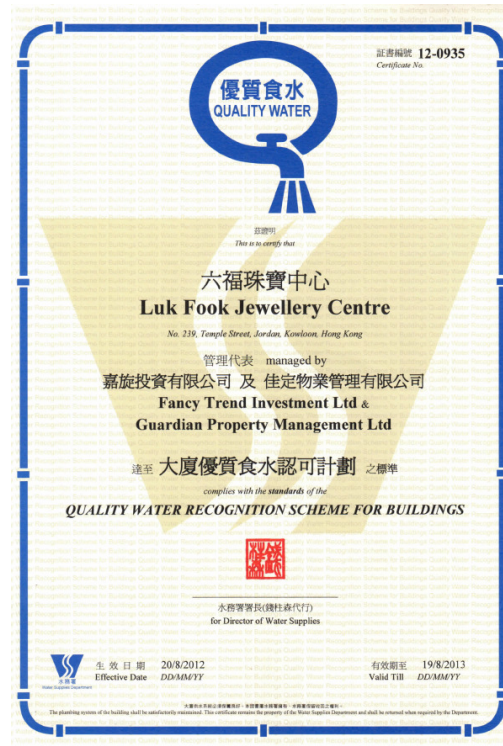 証書編號 12-0935
Certificate No.
優質食水
QUALITY WATER
茲證明
This is to certify that
六福珠寶中心
Luk Fook Jewellery Centre
No. 239, Temple Street, Jordan, Kowloon, Hong Kong
管理代表 managed by
嘉旋投資有限公司 及 佳定物業管理有限公司
Fancy Trend Investment Ltd &
Guardian Property Management Ltd
達至 大廈優質食水認可計劃 之標準
complies with the standards of the
QUALITY WATER RECOGNITION SCHEME FOR BUILDINGS
水務署署長(錢柱森代行)
for Director of Water Supplies
水務署
Water Supplies Department
生效日期 20/8/2012
Effective Date DD/MM/YY
有效期至 19/8/2013
Valid Till DD/MM/YY
The plumbing system of the building shall be satisfactorily maintained. This certificate remains the property of the Water Supplies Department and shall be returned when required by the Department.